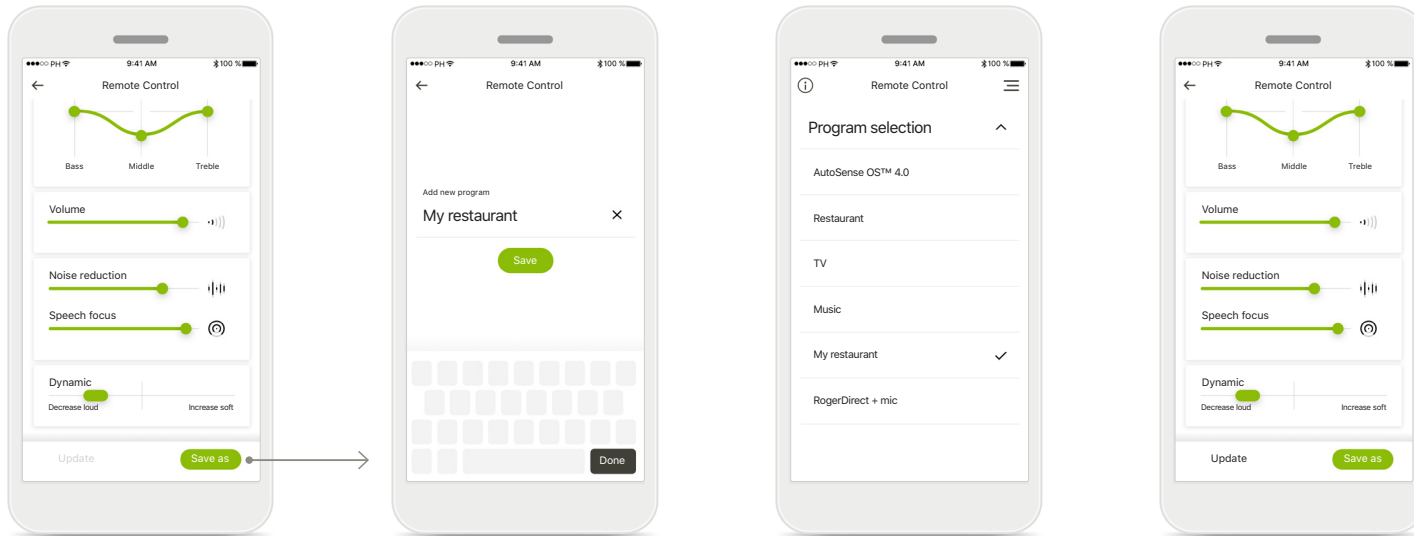 ●●●○○ PH 9:41 AM 100 %
Remote Control
Bass Middle Treble
Volume
Noise reduction
Speech focus
Dynamic
Decrease loud Increase soft
Update Save as
●●●○○ PH 9:41 AM 100 %
Remote Control
Add new program
My restaurant
Save
Done
●●●○○ PH 9:41 AM 100 %
Remote Control
Program selection
AutoSense OS™ 4.0
Restaurant
TV
Music
My restaurant
RogerDirect + mic
●●●○○ PH 9:41 AM 100 %
Remote Control
Bass Middle Treble
Volume
Noise reduction
Speech focus
Dynamic
Decrease loud Increase soft
Update Save as